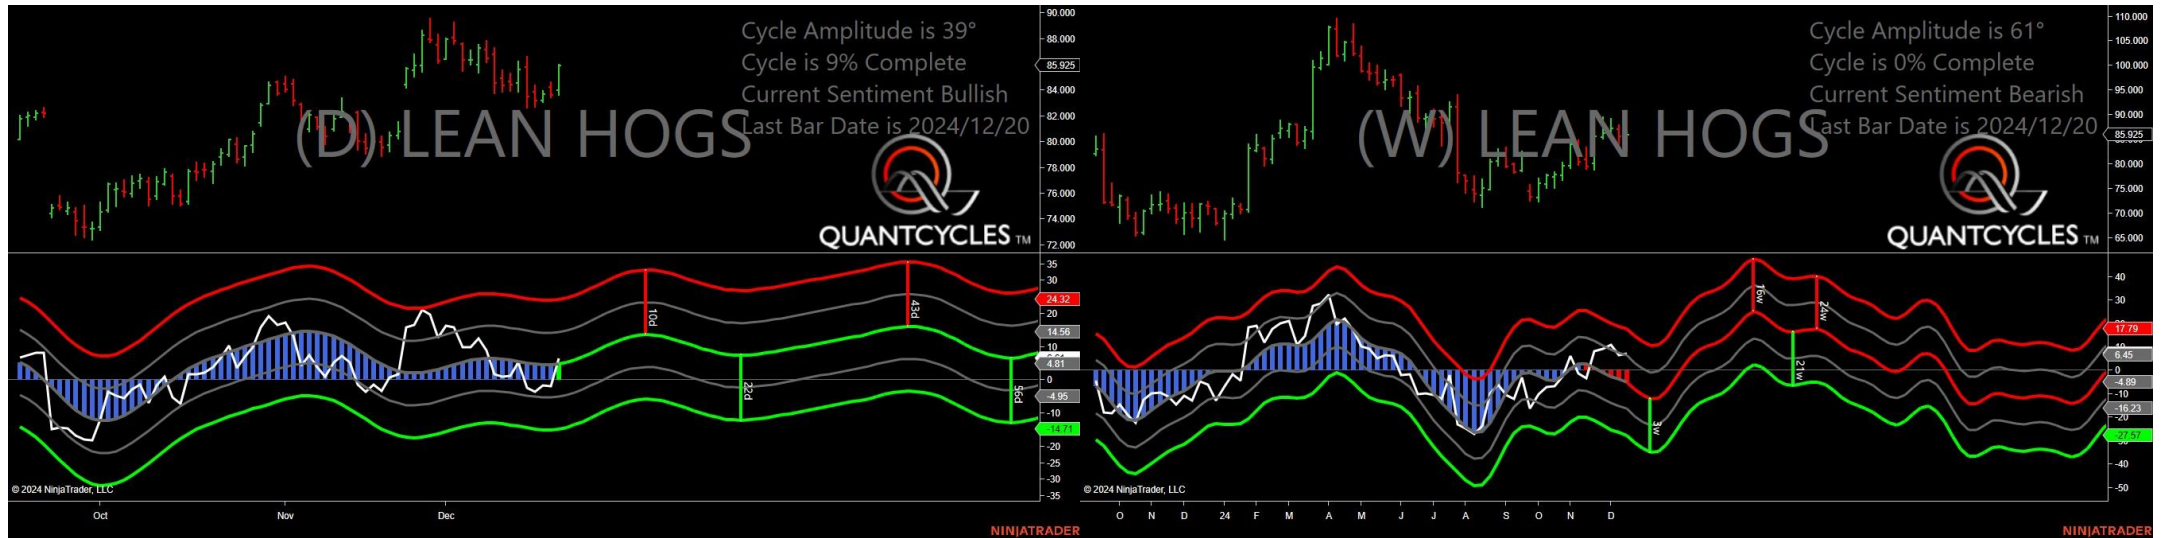 Cycle Amplitude is 39°
Cycle is 9% Complete
Current Sentiment Bullish
Last Bar Date is 2024/12/20
(D) LEAN HOGS
QUANTCYCLES TM
90.000
88.000
85.925
84.000
82.000
80.000
78.000
76.000
74.000
72.000
35
30
24.32
20
14.56
10
4.81
0
-4.95
-10
-14.71
-20
-25
-30
-35
10d
22d
43d
56d
© 2024 NinjaTrader, LLC
Oct Nov Dec
NINJATRADER
Cycle Amplitude is 61°
Cycle is 0% Complete
Current Sentiment Bearish
Last Bar Date is 2024/12/20
(W) LEAN HOGS
QUANTCYCLES TM
110.000
105.000
100.000
95.000
90.000
85.925
80.000
75.000
70.000
65.000
40
30
17.79
6.45
0
-4.89
-10
-16.23
-20
-27.57
-40
-50
3w
16w
21w
24w
© 2024 NinjaTrader, LLC
O N D 24 F M A M J J A S O N D
NINJATRADER